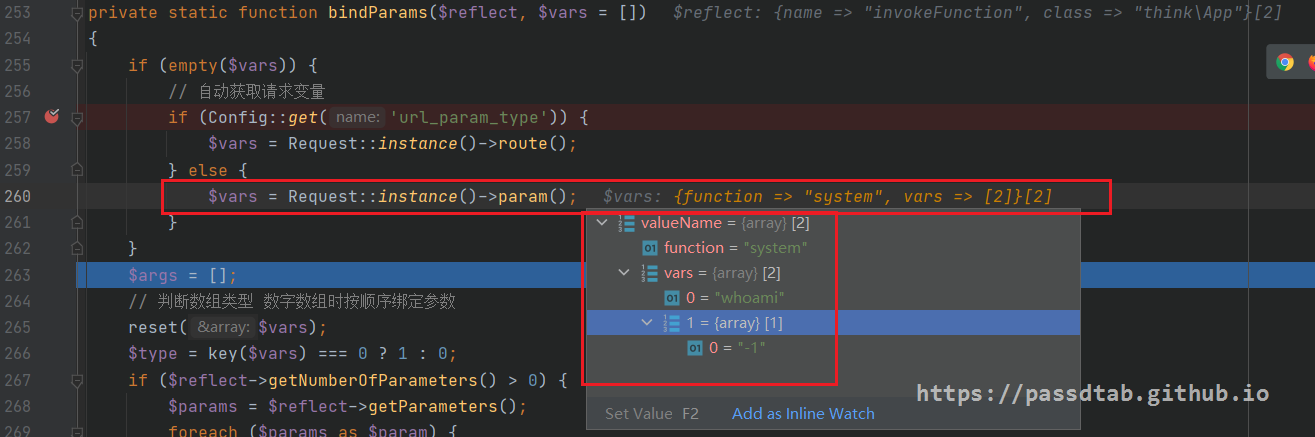 253 private static function bindParams($reflect, $vars = []) $reflect: {name => "invokeFunction", class => "think\App"}[2]
254 {
255 if (empty($vars)) {
256 // 自动获取请求变量
257 if (Config::get( name: 'url_param_type')) {
258 $vars = Request::instance()->route();
259 } else {
260 $vars = Request::instance()->param(); $vars: {function => "system", vars => [2]}[2]
261 }
valueName = {array} [2]
262 }
function = "system"
263 $args = [];
vars = {array} [2]
264 // 判断数组类型 数字数组时按顺序绑定参数
0 = "whoami"
265 reset( &array: $vars);
1 = {array} [1]
266 $type = key($vars) === 0 ? 1 : 0;
0 = "-1"
267 if ($reflect->getNumberOfParameters() > 0) {
268 $params = $reflect->getParameters();
https://passdtab.github.io
Set Value F2 Add as Inline Watch
269 foreach ($params as $param) {